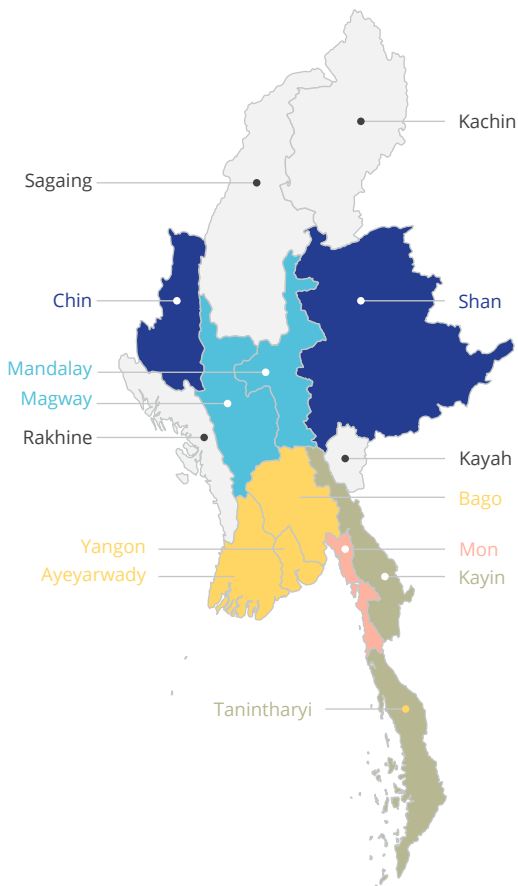 Kachin
Sagaing
Chin
Shan
Mandalay
Magway
Rakhine
Kayah
Bago
Yangon
Mon
Ayeyarwady
Kayin
Tanintharyi